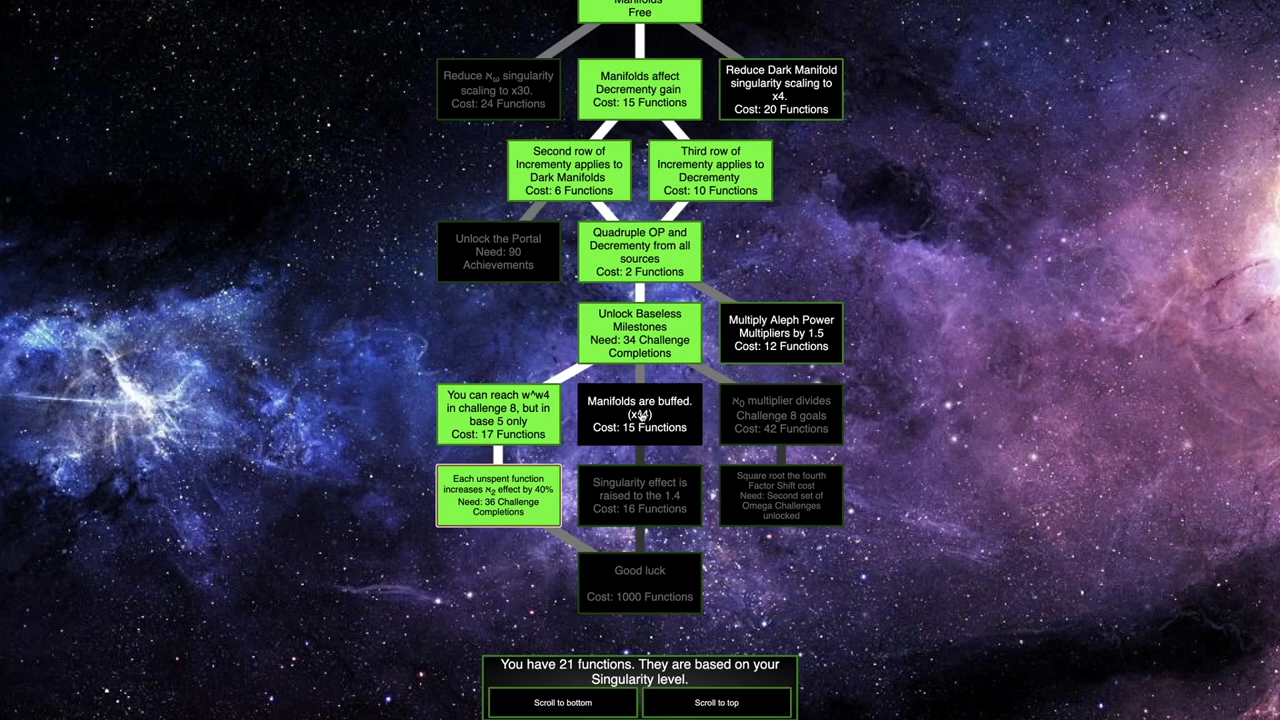 Manifolds
Free
Reduce ℵω singularity
scaling to x30.
Cost: 24 Functions
Manifolds affect
Decrementy gain
Cost: 15 Functions
Reduce Dark Manifold
singularity scaling to
x4.
Cost: 20 Functions
Second row of
Incrementy applies to
Dark Manifolds
Cost: 6 Functions
Third row of
Incrementy applies to
Decrementy
Cost: 10 Functions
Unlock the Portal
Need: 90
Achievements
Quadruple OP and
Decrementy from all
sources
Cost: 2 Functions
Unlock Baseless
Milestones
Need: 34 Challenge
Completions
Multiply Aleph Power
Multipliers by 1.5
Cost: 12 Functions
You can reach w^w4
in challenge 8, but in
base 5 only
Cost: 17 Functions
Manifolds are buffed.
Cost: 15 Functions
ℵ0 multiplier divides
Challenge 8 goals
Cost: 42 Functions
Each unspent function
increases ℵ2 effect by 40%
Need: 36 Challenge
Completions
Singularity effect is
raised to the 1.4
Cost: 16 Functions
Square root the fourth
Factor Shift cost
Need: Second set of
Omega Challenges
unlocked
Good luck
Cost: 1000 Functions
You have 21 functions. They are based on your
Singularity level.
Scroll to bottom
Scroll to top